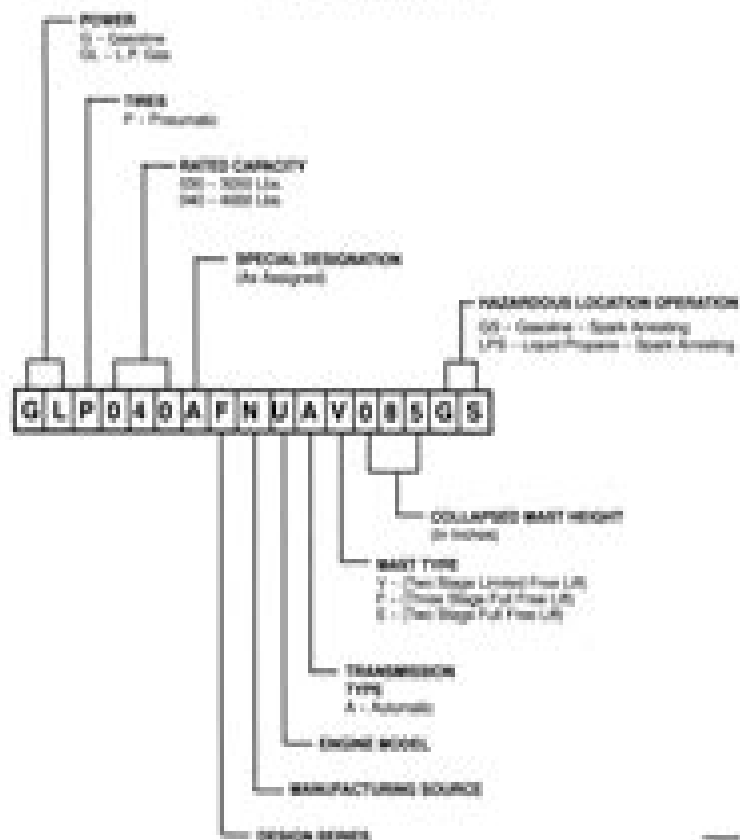 POWER
G - Gasoline
GL - L.P. Gas
TIRES
P - Pneumatic
RATED CAPACITY
030 - 3000 Lbs.
040 - 4000 Lbs.
SPECIAL DESIGNATION
(As Assigned)
HAZARDOUS LOCATION OPERATION
GS - Gasoline - Spark Arresting
LPS - Liquid Propane - Spark Arresting
G L P 0 4 0 A F N U A V 0 8 5 G S
COLLAPSED MAST HEIGHT
(In Inches)
MAST TYPE
V - (Two Stage Limited Free Lift)
F - (Three Stage Full Free Lift)
E - (Two Stage Full Free Lift)
TRANSMISSION
TYPE
A - Automatic
ENGINE MODEL
MANUFACTURING SOURCE
DESIGN SERIES